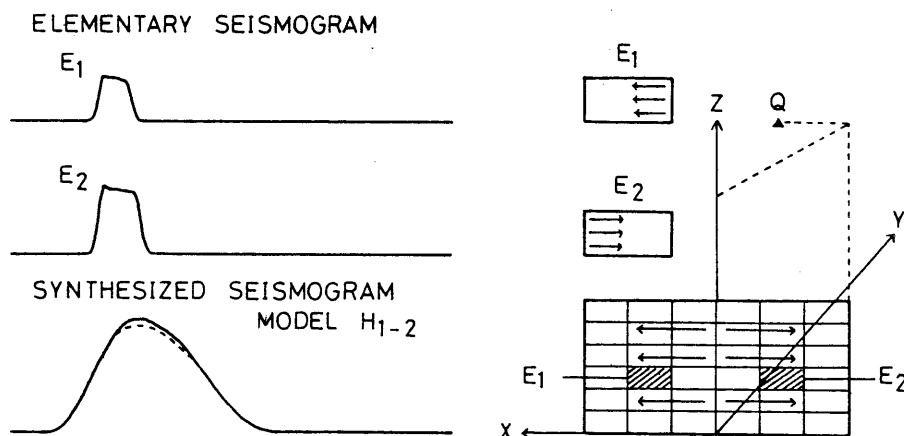 ELEMENTARY SEISMOGRAM
E1
E2
SYNTHESIZED SEISMOGRAM
MODEL H1-2
E1
Z
Q
E2
Y
E1
E2
X